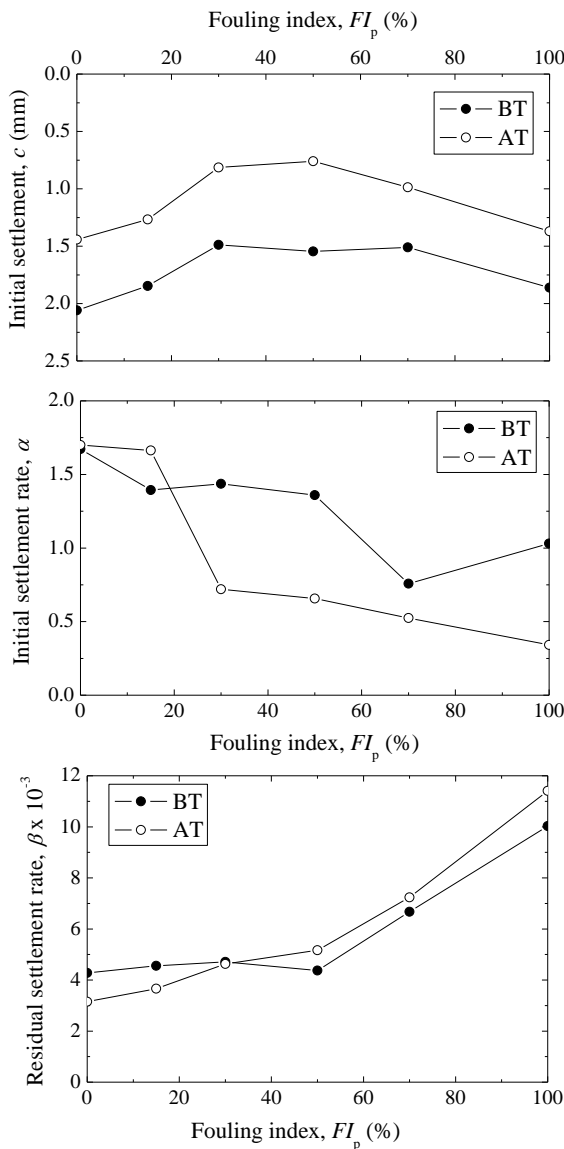 Fouling index, FIp (%)
0 20 40 60 80 100
0.0
0.5
1.0
1.5
2.0
2.5
Initial settlement, c (mm)
BT
AT
2.0
1.5
1.0
0.5
0.0
Initial settlement rate, α
BT
AT
0 20 40 60 80 100
Fouling index, FIp (%)
12
10
8
6
4
2
0
Residual settlement rate, β x 10-3
BT
AT
0 20 40 60 80 100
Fouling index, FIp (%)